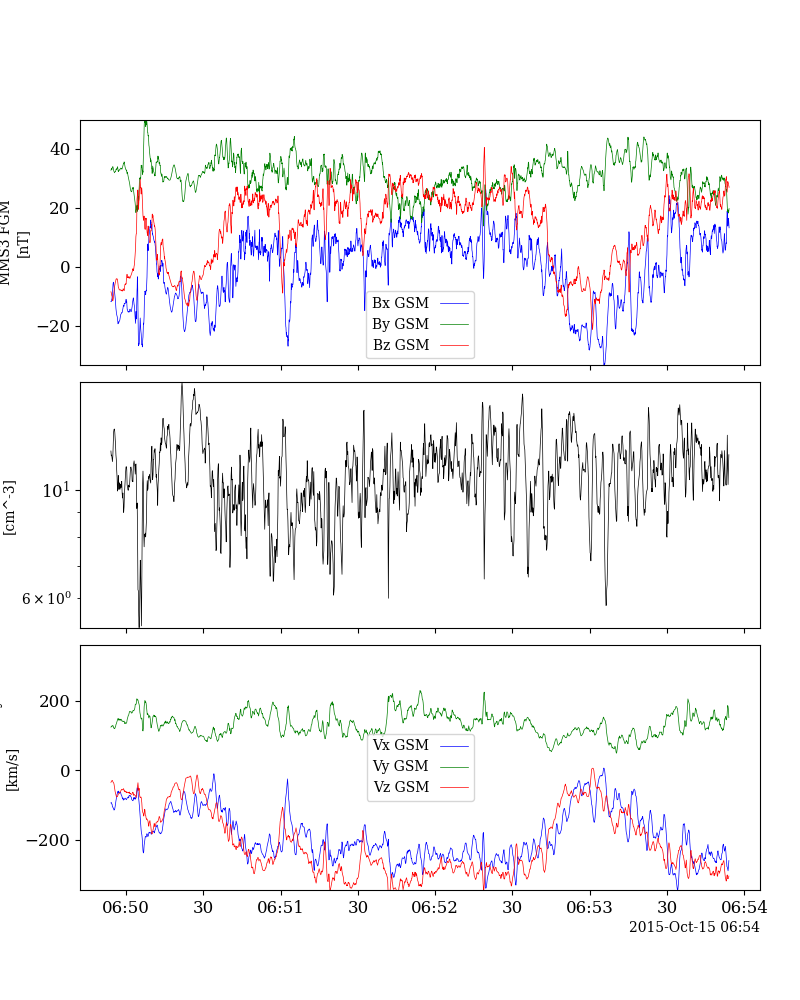 MMS3 FGM
[nT]
40
20
0
−20
Bx GSM
By GSM
Bz GSM
[cm^-3]
10^1
6 × 10^0
[km/s]
200
0
−200
Vx GSM
Vy GSM
Vz GSM
06:50
30
06:51
30
06:52
30
06:53
30
06:54
2015-Oct-15 06:54